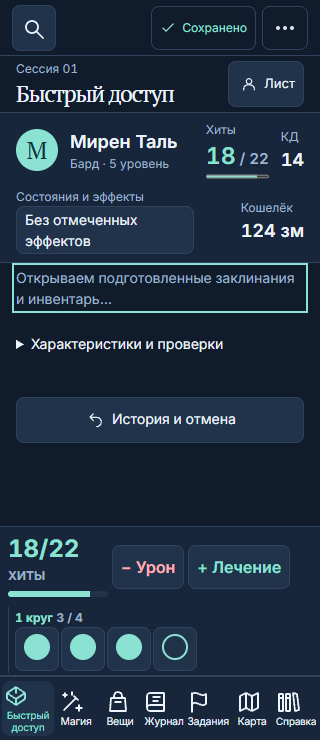 Сохранено
Сессия 01
Быстрый доступ
Лист
М
Мирен Таль
Бард · 5 уровень
Хиты
18 / 22
КД
14
Состояния и эффекты
Без отмеченных
эффектов
Кошелёк
124 зм
Открываем подготовленные заклинания
и инвентарь…
Характеристики и проверки
История и отмена
18/22
ХИТЫ
− Урон
+ Лечение
1 круг 3 / 4
Быстрый
доступ
Магия
Вещи
Журнал
Задания
Карта
Справка